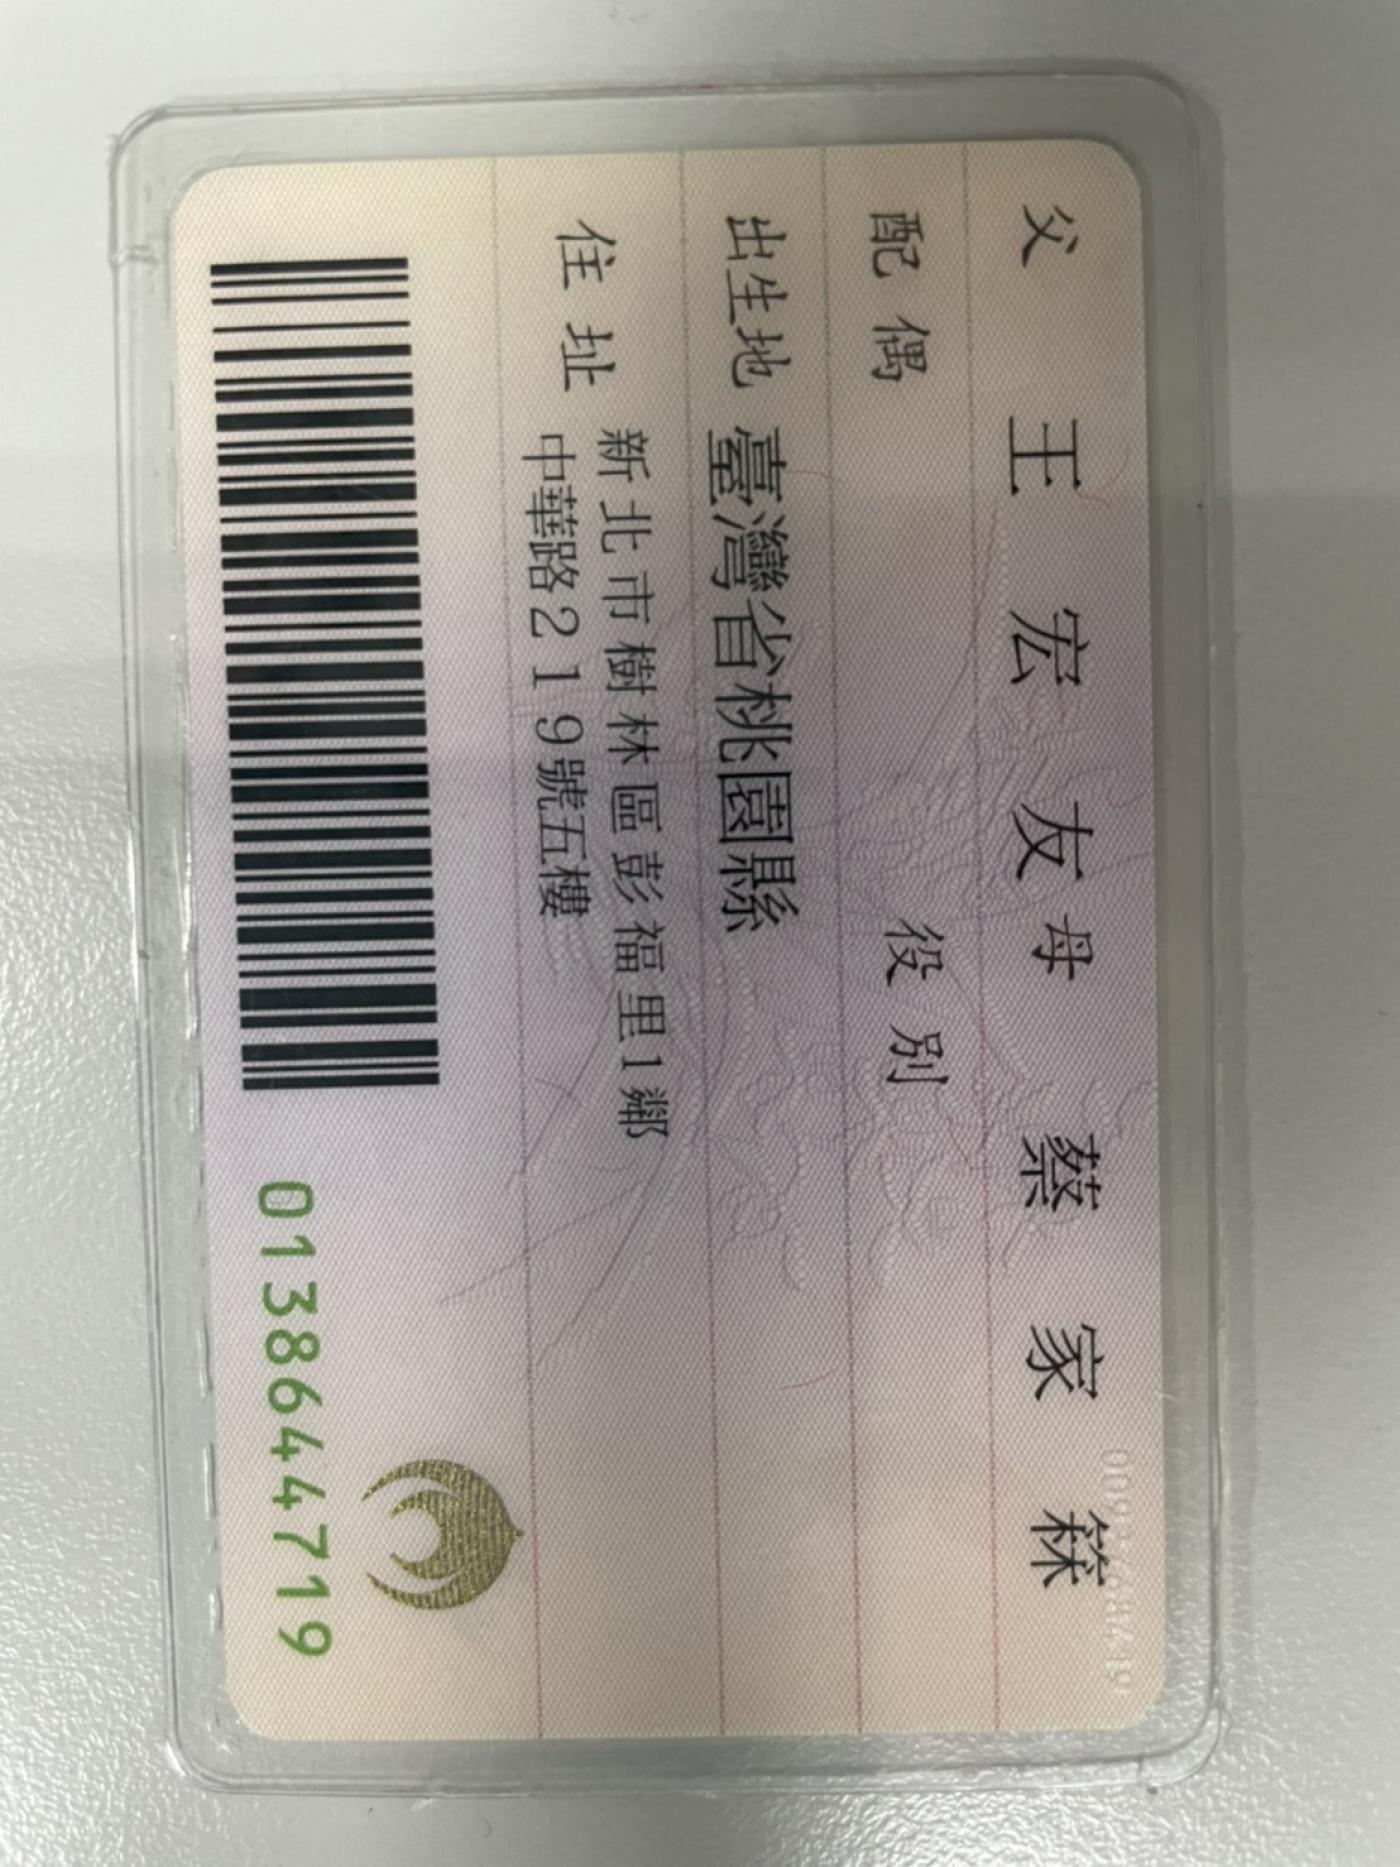 父 王宏友 母 蔡家箖
配偶 役別
出生地 臺灣省桃園縣
住址 新北市樹林區彭福里1鄰
中華路219號五樓
0138644719